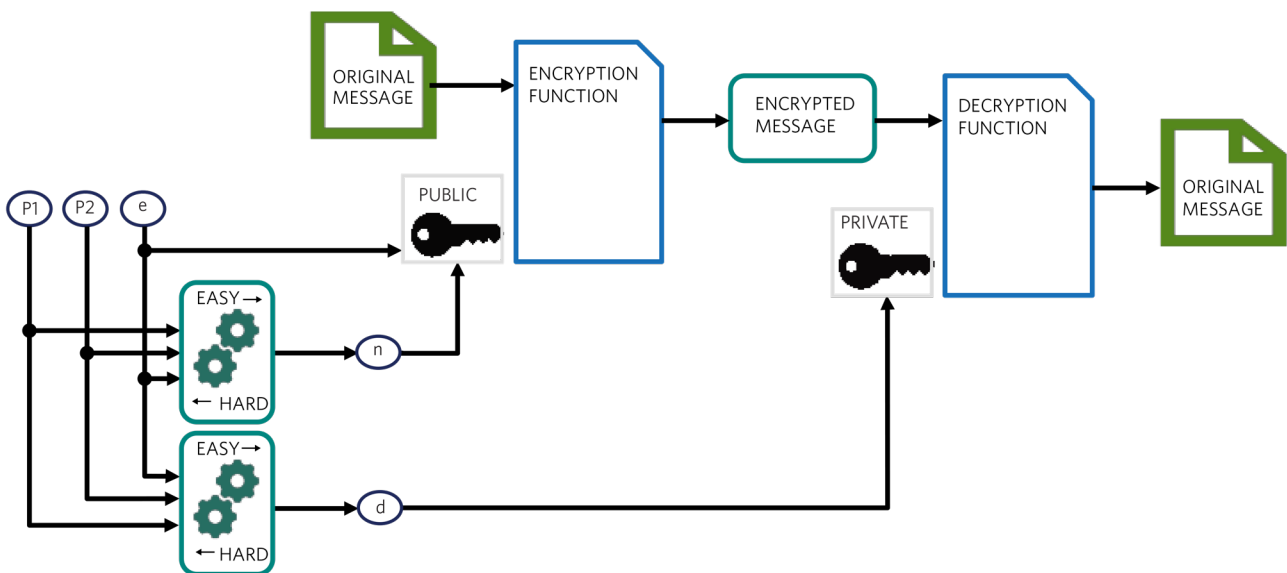 ORIGINAL
MESSAGE
ENCRYPTION
FUNCTION
ENCRYPTED
MESSAGE
DECRYPTION
FUNCTION
ORIGINAL
MESSAGE
P1
P2
e
PUBLIC
PRIVATE
EASY→
← HARD
n
EASY→
← HARD
d